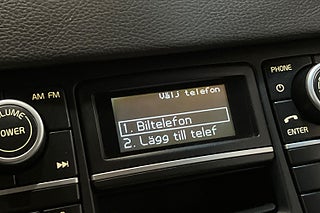 Välj telefon
1. Biltelefon
2. Lägg till telef
AM FM
VOLUME
POWER
PHONE
ENTER